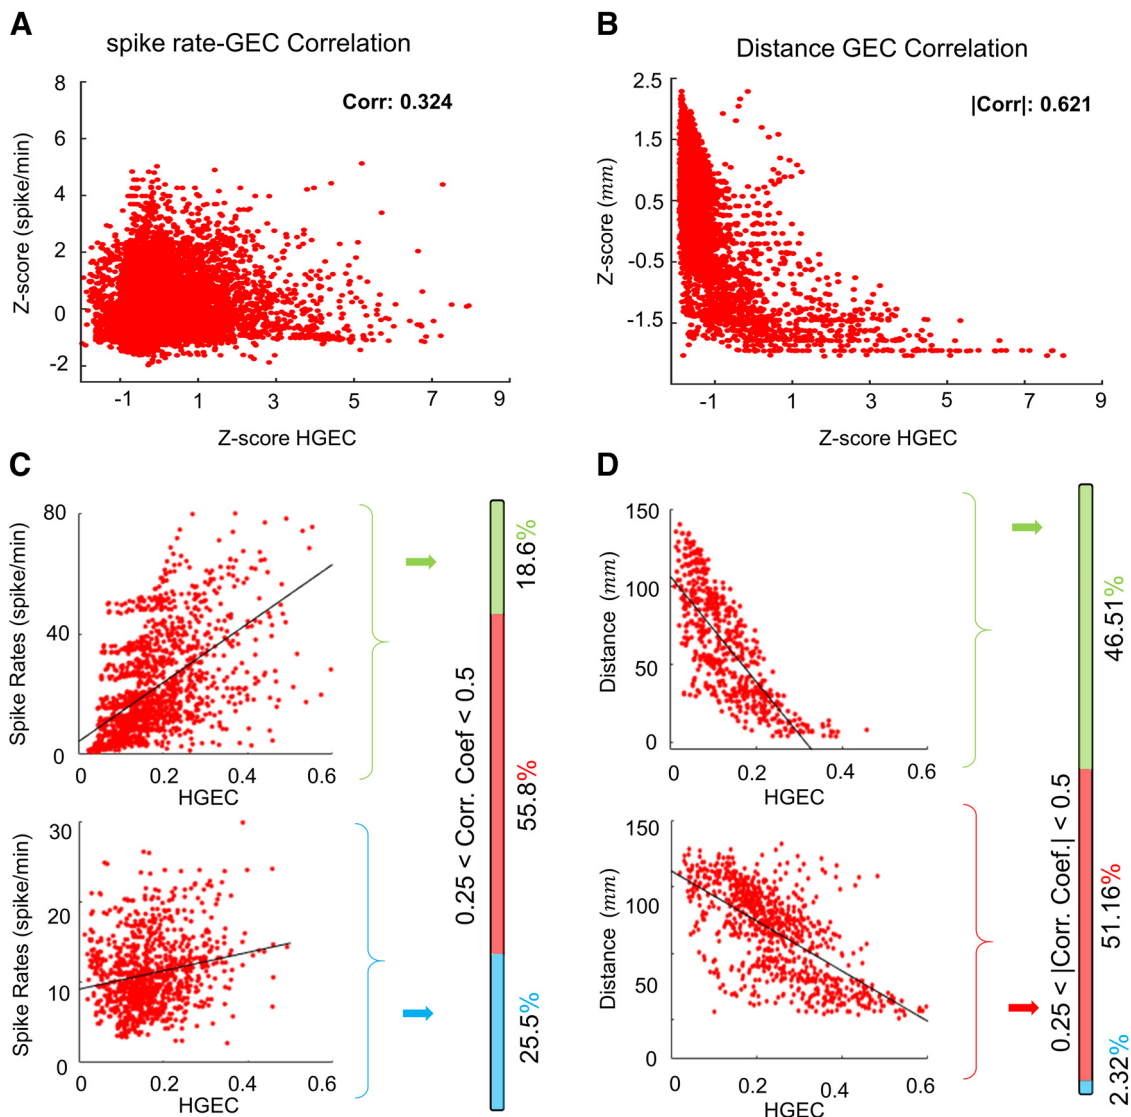 A
spike rate-GEC Correlation
Corr: 0.324
Z-score (spike/min)
8
6
4
2
0
-2
-1
1
3
5
7
9
Z-score HGEC
B
Distance GEC Correlation
|Corr|: 0.621
Z-score (mm)
2.5
1.5
0.5
-0.5
-1.5
-1
1
3
5
7
9
Z-score HGEC
C
Spike Rates (spike/min)
80
40
0
0
0.2
0.4
0.6
HGEC
Spike Rates (spike/min)
30
20
10
0
0
0.2
0.4
0.6
HGEC
0.25 < Corr. Coef < 0.5
18.6%
55.8%
25.5%
D
Distance (mm)
150
100
50
0
0
0.2
0.4
0.6
HGEC
Distance (mm)
150
100
50
0
0
0.2
0.4
0.6
HGEC
0.25 < |Corr. Coef.| < 0.5
46.51%
51.16%
2.32%